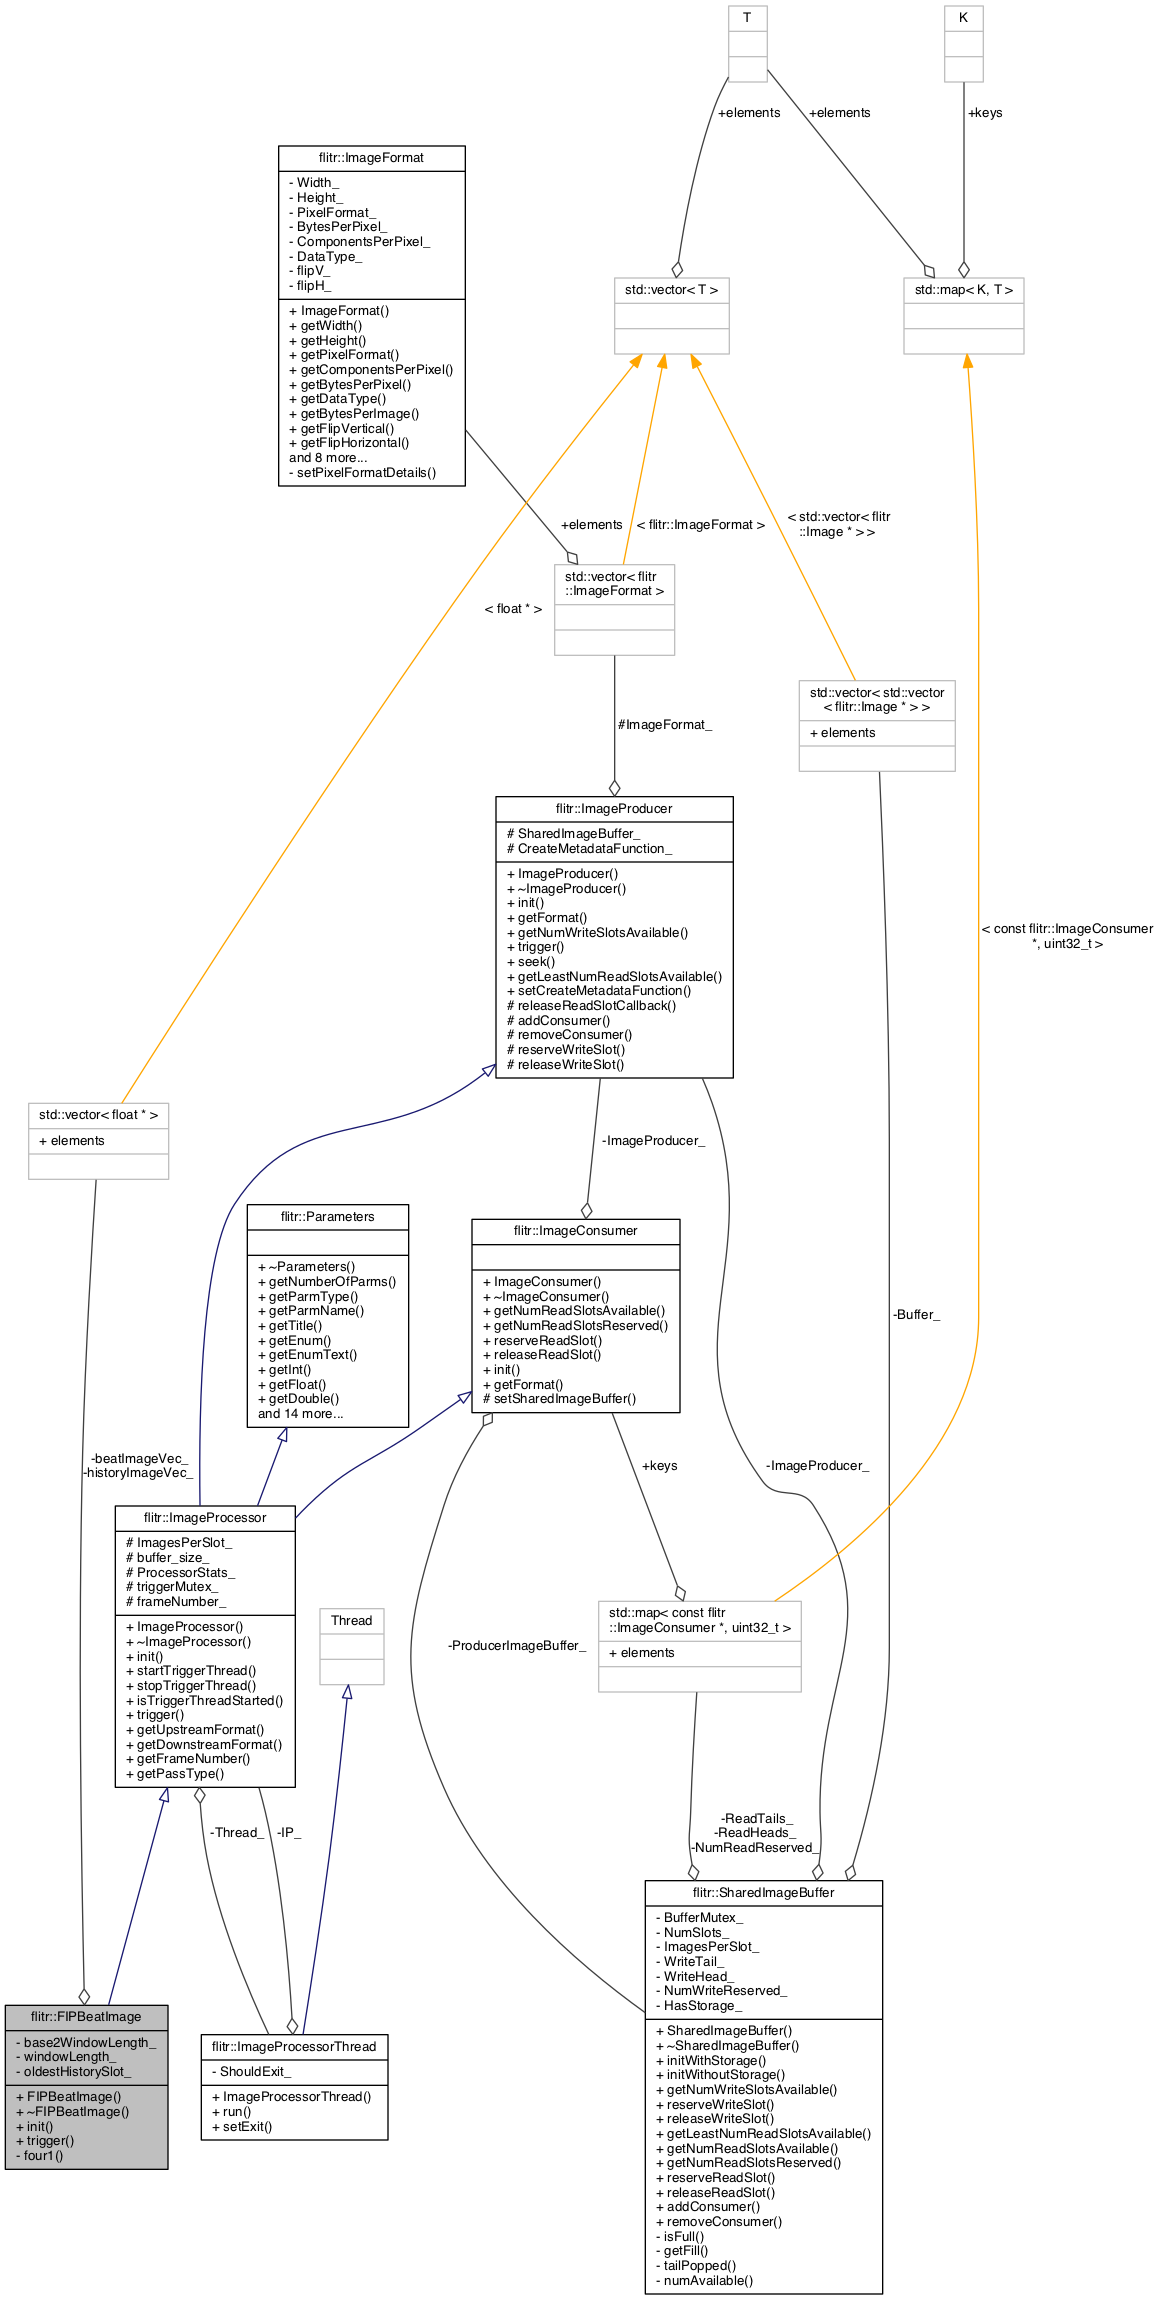 T
K
+elements
+elements
+keys
flitr::ImageFormat
- Width_
- Height_
- PixelFormat_
- BytesPerPixel_
- ComponentsPerPixel_
- DataType_
- flipV_
- flipH_
+ ImageFormat()
+ getWidth()
+ getHeight()
+ getPixelFormat()
+ getComponentsPerPixel()
+ getBytesPerPixel()
+ getDataType()
+ getBytesPerImage()
+ getFlipVertical()
+ getFlipHorizontal()
and 8 more...
- setPixelFormatDetails()
std::vector< T >
std::map< K, T >
+elements
< flitr::ImageFormat >
< std::vector< flitr
::Image * > >
std::vector< flitr
::ImageFormat >
< float * >
std::vector< std::vector
< flitr::Image * > >
+ elements
#ImageFormat_
flitr::ImageProducer
# SharedImageBuffer_
# CreateMetadataFunction_
+ ImageProducer()
+ ~ImageProducer()
+ init()
+ getFormat()
+ getNumWriteSlotsAvailable()
+ trigger()
+ seek()
+ getLeastNumReadSlotsAvailable()
+ setCreateMetadataFunction()
# releaseReadSlotCallback()
# addConsumer()
# removeConsumer()
# reserveWriteSlot()
# releaseWriteSlot()
< const flitr::ImageConsumer
*, uint32_t >
std::vector< float * >
+ elements
-ImageProducer_
flitr::Parameters
+ ~Parameters()
+ getNumberOfParms()
+ getParmType()
+ getParmName()
+ getTitle()
+ getEnum()
+ getEnumText()
+ getInt()
+ getFloat()
+ getDouble()
and 14 more...
flitr::ImageConsumer
+ ImageConsumer()
+ ~ImageConsumer()
+ getNumReadSlotsAvailable()
+ getNumReadSlotsReserved()
+ reserveReadSlot()
+ releaseReadSlot()
+ init()
+ getFormat()
# setSharedImageBuffer()
-Buffer_
-beatImageVec_
-historyImageVec_
+keys
-ImageProducer_
flitr::ImageProcessor
# ImagesPerSlot_
# buffer_size_
# ProcessorStats_
# triggerMutex_
# frameNumber_
+ ImageProcessor()
+ ~ImageProcessor()
+ init()
+ startTriggerThread()
+ stopTriggerThread()
+ isTriggerThreadStarted()
+ trigger()
+ getUpstreamFormat()
+ getDownstreamFormat()
+ getFrameNumber()
+ getPassType()
Thread
-ProducerImageBuffer_
std::map< const flitr
::ImageConsumer *, uint32_t >
+ elements
-Thread_
-IP_
-ReadTails_
-ReadHeads_
-NumReadReserved_
flitr::FIPBeatImage
- base2WindowLength_
- windowLength_
- oldestHistorySlot_
+ FIPBeatImage()
+ ~FIPBeatImage()
+ init()
+ trigger()
- four1()
flitr::ImageProcessorThread
- ShouldExit_
+ ImageProcessorThread()
+ run()
+ setExit()
flitr::SharedImageBuffer
- BufferMutex_
- NumSlots_
- ImagesPerSlot_
- WriteTail_
- WriteHead_
- NumWriteReserved_
- HasStorage_
+ SharedImageBuffer()
+ ~SharedImageBuffer()
+ initWithStorage()
+ initWithoutStorage()
+ getNumWriteSlotsAvailable()
+ reserveWriteSlot()
+ releaseWriteSlot()
+ getLeastNumReadSlotsAvailable()
+ getNumReadSlotsAvailable()
+ getNumReadSlotsReserved()
+ reserveReadSlot()
+ releaseReadSlot()
+ addConsumer()
+ removeConsumer()
- isFull()
- getFill()
- tailPopped()
- numAvailable()